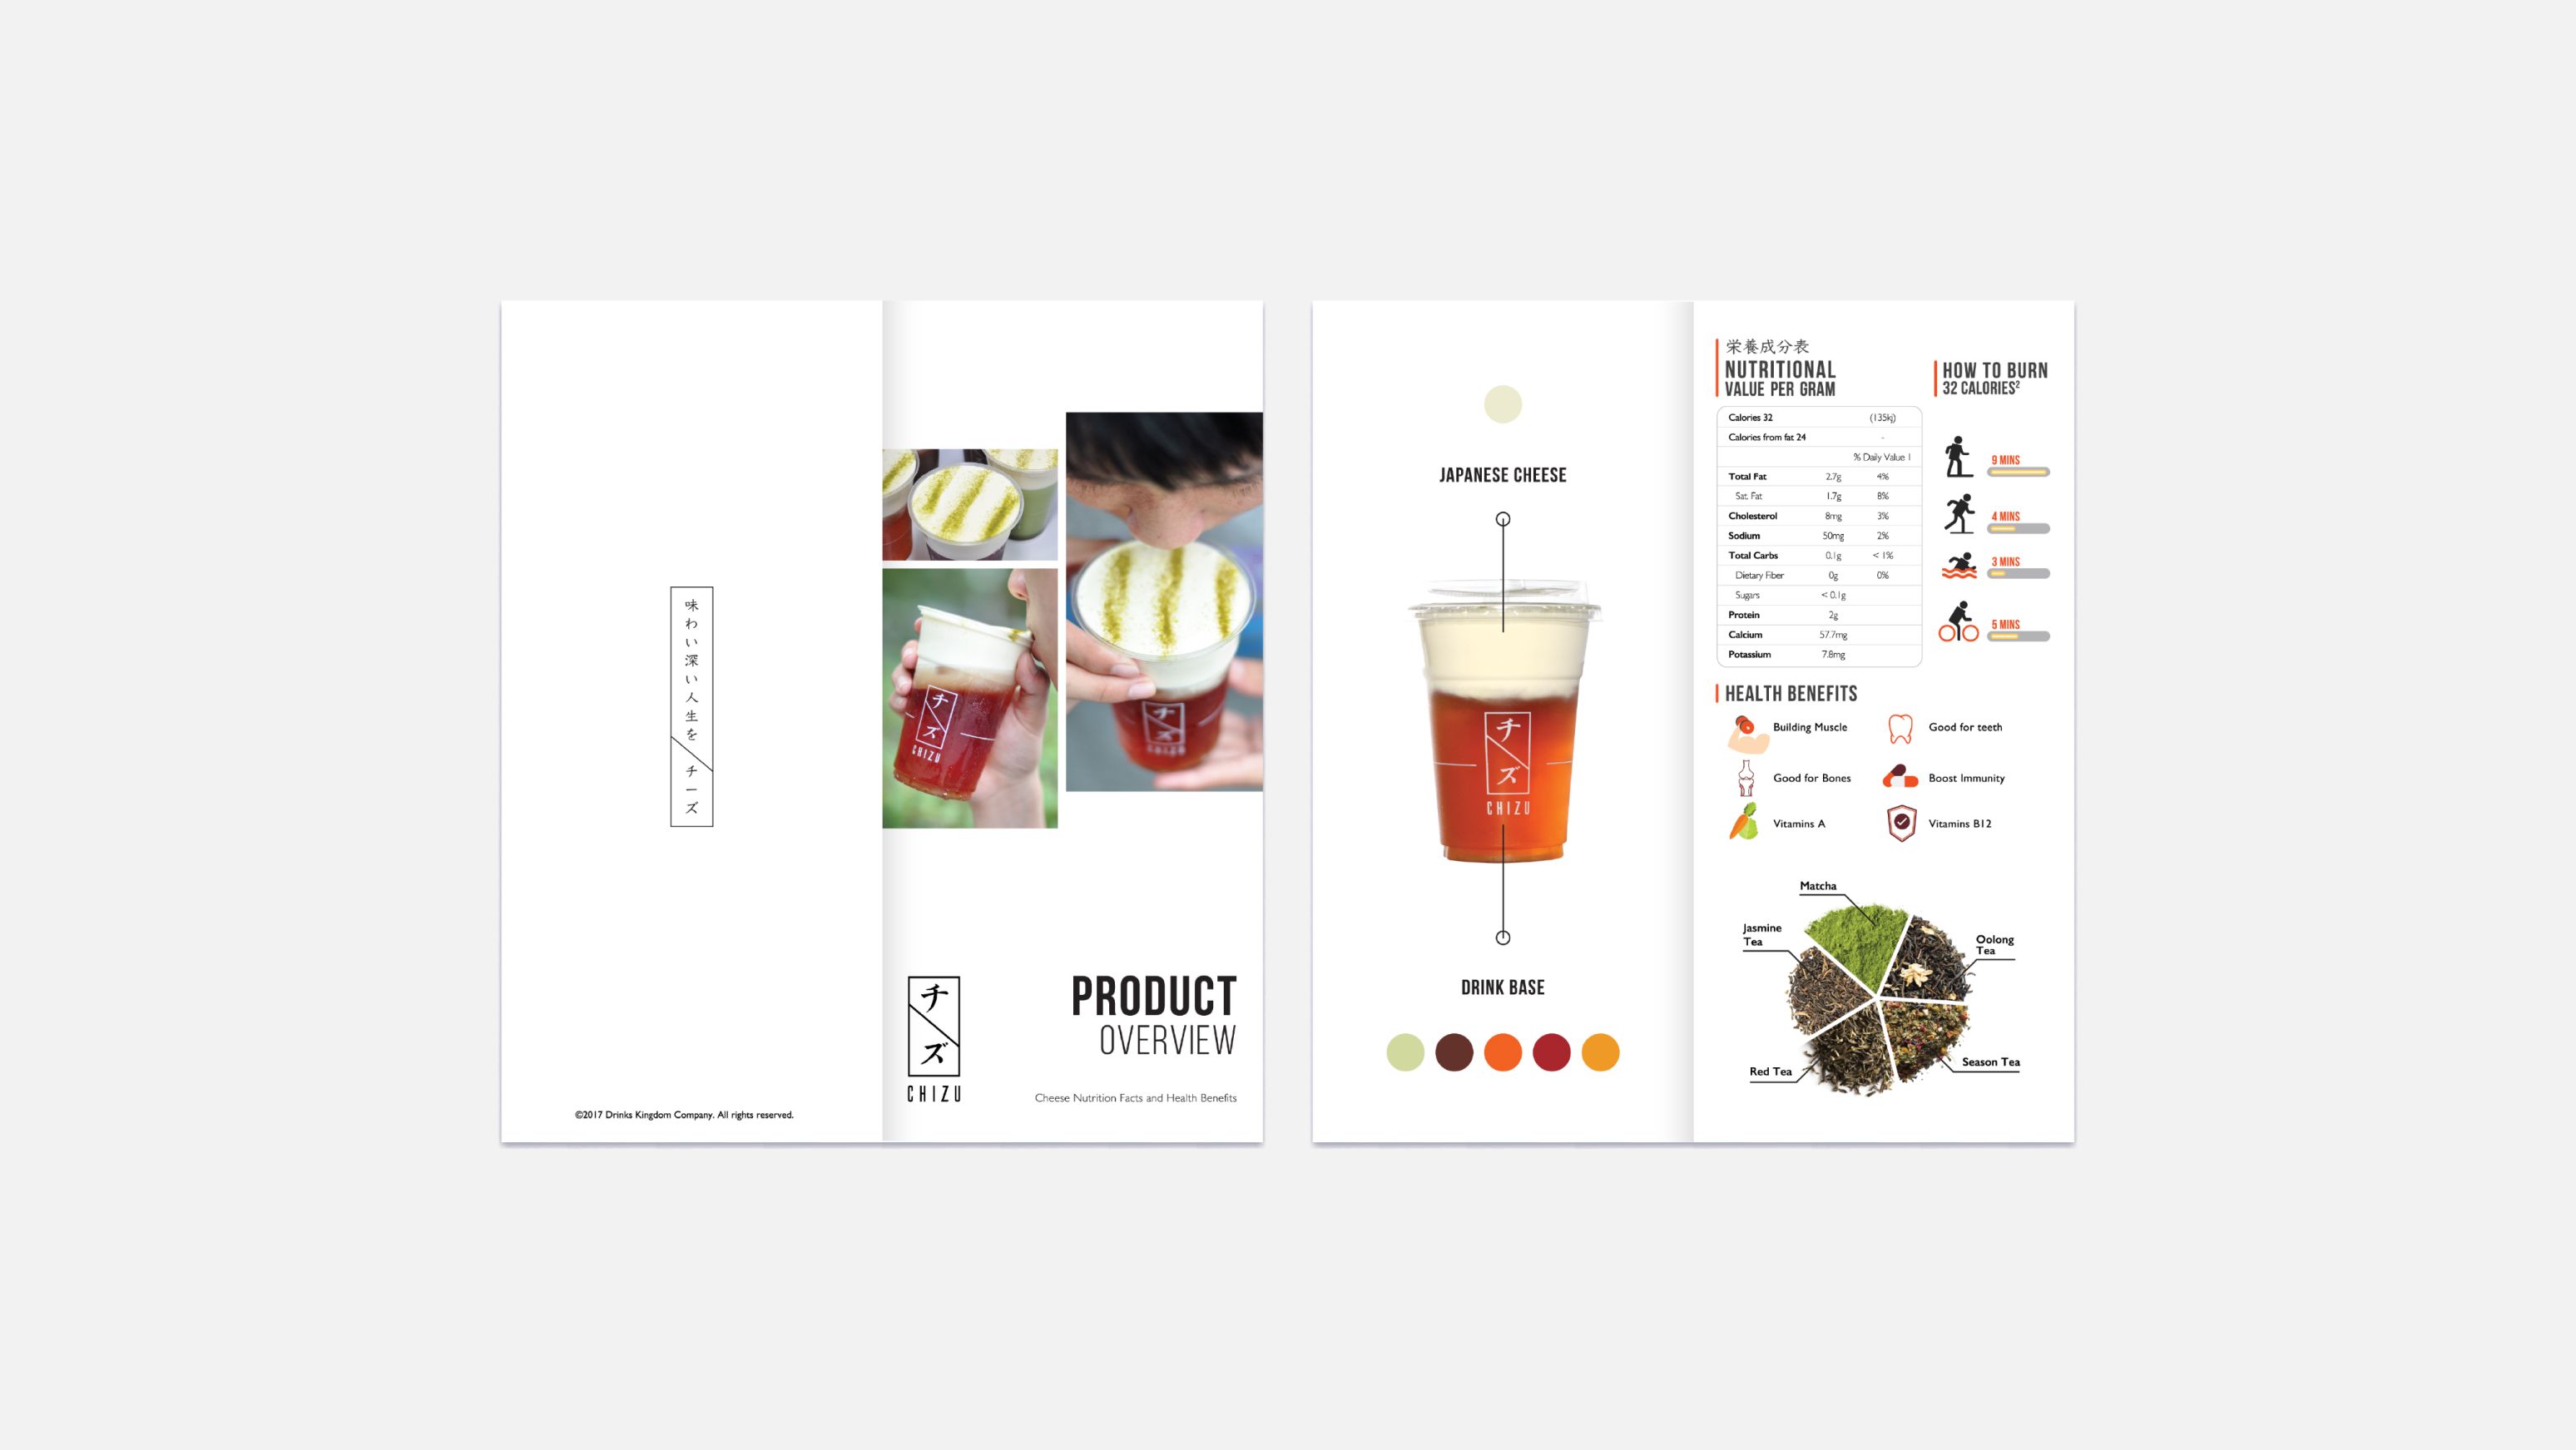 味わい深い人生を
チーズ
©2017 Drinks Kingdom Company. All rights reserved.
チズ
CHIZU
チズ
CHIZU
チズ
CHIZU
PRODUCT
OVERVIEW
Cheese Nutrition Facts and Health Benefits
JAPANESE CHEESE
チズ
CHIZU
DRINK BASE
栄養成分表
NUTRITIONAL
VALUE PER GRAM
Calories 32 (135kj)
Calories from fat 24 -
% Daily Value 1
Total Fat 2.7g 4%
Sat. Fat 1.7g 8%
Cholesterol 8mg 3%
Sodium 50mg 2%
Total Carbs 0.1g < 1%
Dietary Fiber 0g 0%
Sugars < 0.1g
Protein 2g
Calcium 57.7mg
Potassium 7.8mg
HOW TO BURN
32 CALORIES²
9 MINS
4 MINS
3 MINS
5 MINS
HEALTH BENEFITS
Building Muscle
Good for teeth
Good for Bones
Boost Immunity
Vitamins A
Vitamins B12
Matcha
Jasmine
Tea
Oolong
Tea
Red Tea
Season Tea